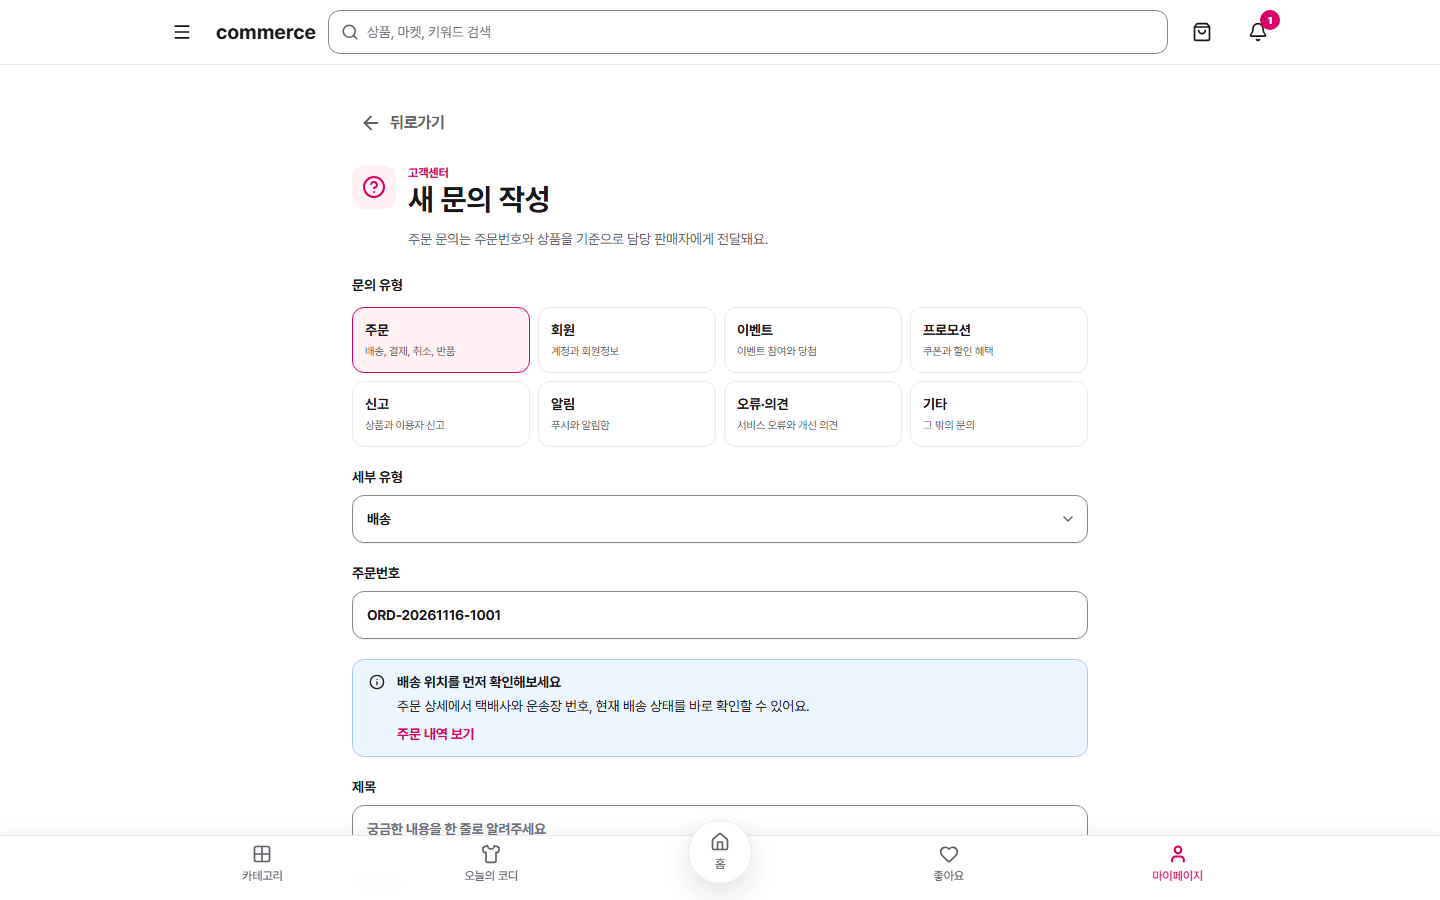 commerce
상품, 마켓, 키워드 검색
1
뒤로가기
고객센터
새 문의 작성
주문 문의는 주문번호와 상품을 기준으로 담당 판매자에게 전달돼요.
문의 유형
주문
배송, 결제, 취소, 반품
회원
계정과 회원정보
이벤트
이벤트 참여와 당첨
프로모션
쿠폰과 할인 혜택
신고
상품과 이용자 신고
알림
푸시와 알림함
오류·의견
서비스 오류와 개선 의견
기타
그 밖의 문의
세부 유형
배송
주문번호
ORD-20261116-1001
배송 위치를 먼저 확인해보세요
주문 상세에서 택배사와 운송장 번호, 현재 배송 상태를 바로 확인할 수 있어요.
주문 내역 보기
제목
궁금한 내용을 한 줄로 알려주세요
카테고리
오늘의 코디
홈
좋아요
마이페이지